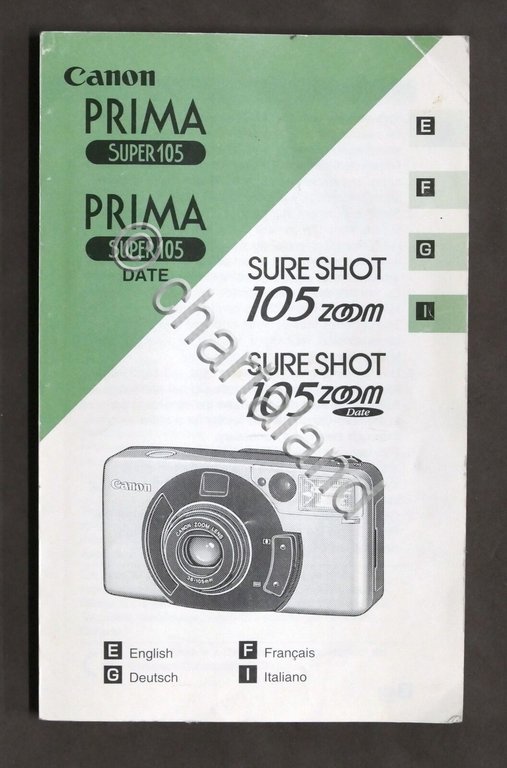 Canon
PRIMA
SUPER 105
PRIMA
SUPER 105
DATE
SURE SHOT
105 ZOOM
SURE SHOT
105 ZOOM
Date
E
F
G
I
© chartaland
Canon
CANON ZOOM LENS
38-105mm
E English
F Français
G Deutsch
I Italiano